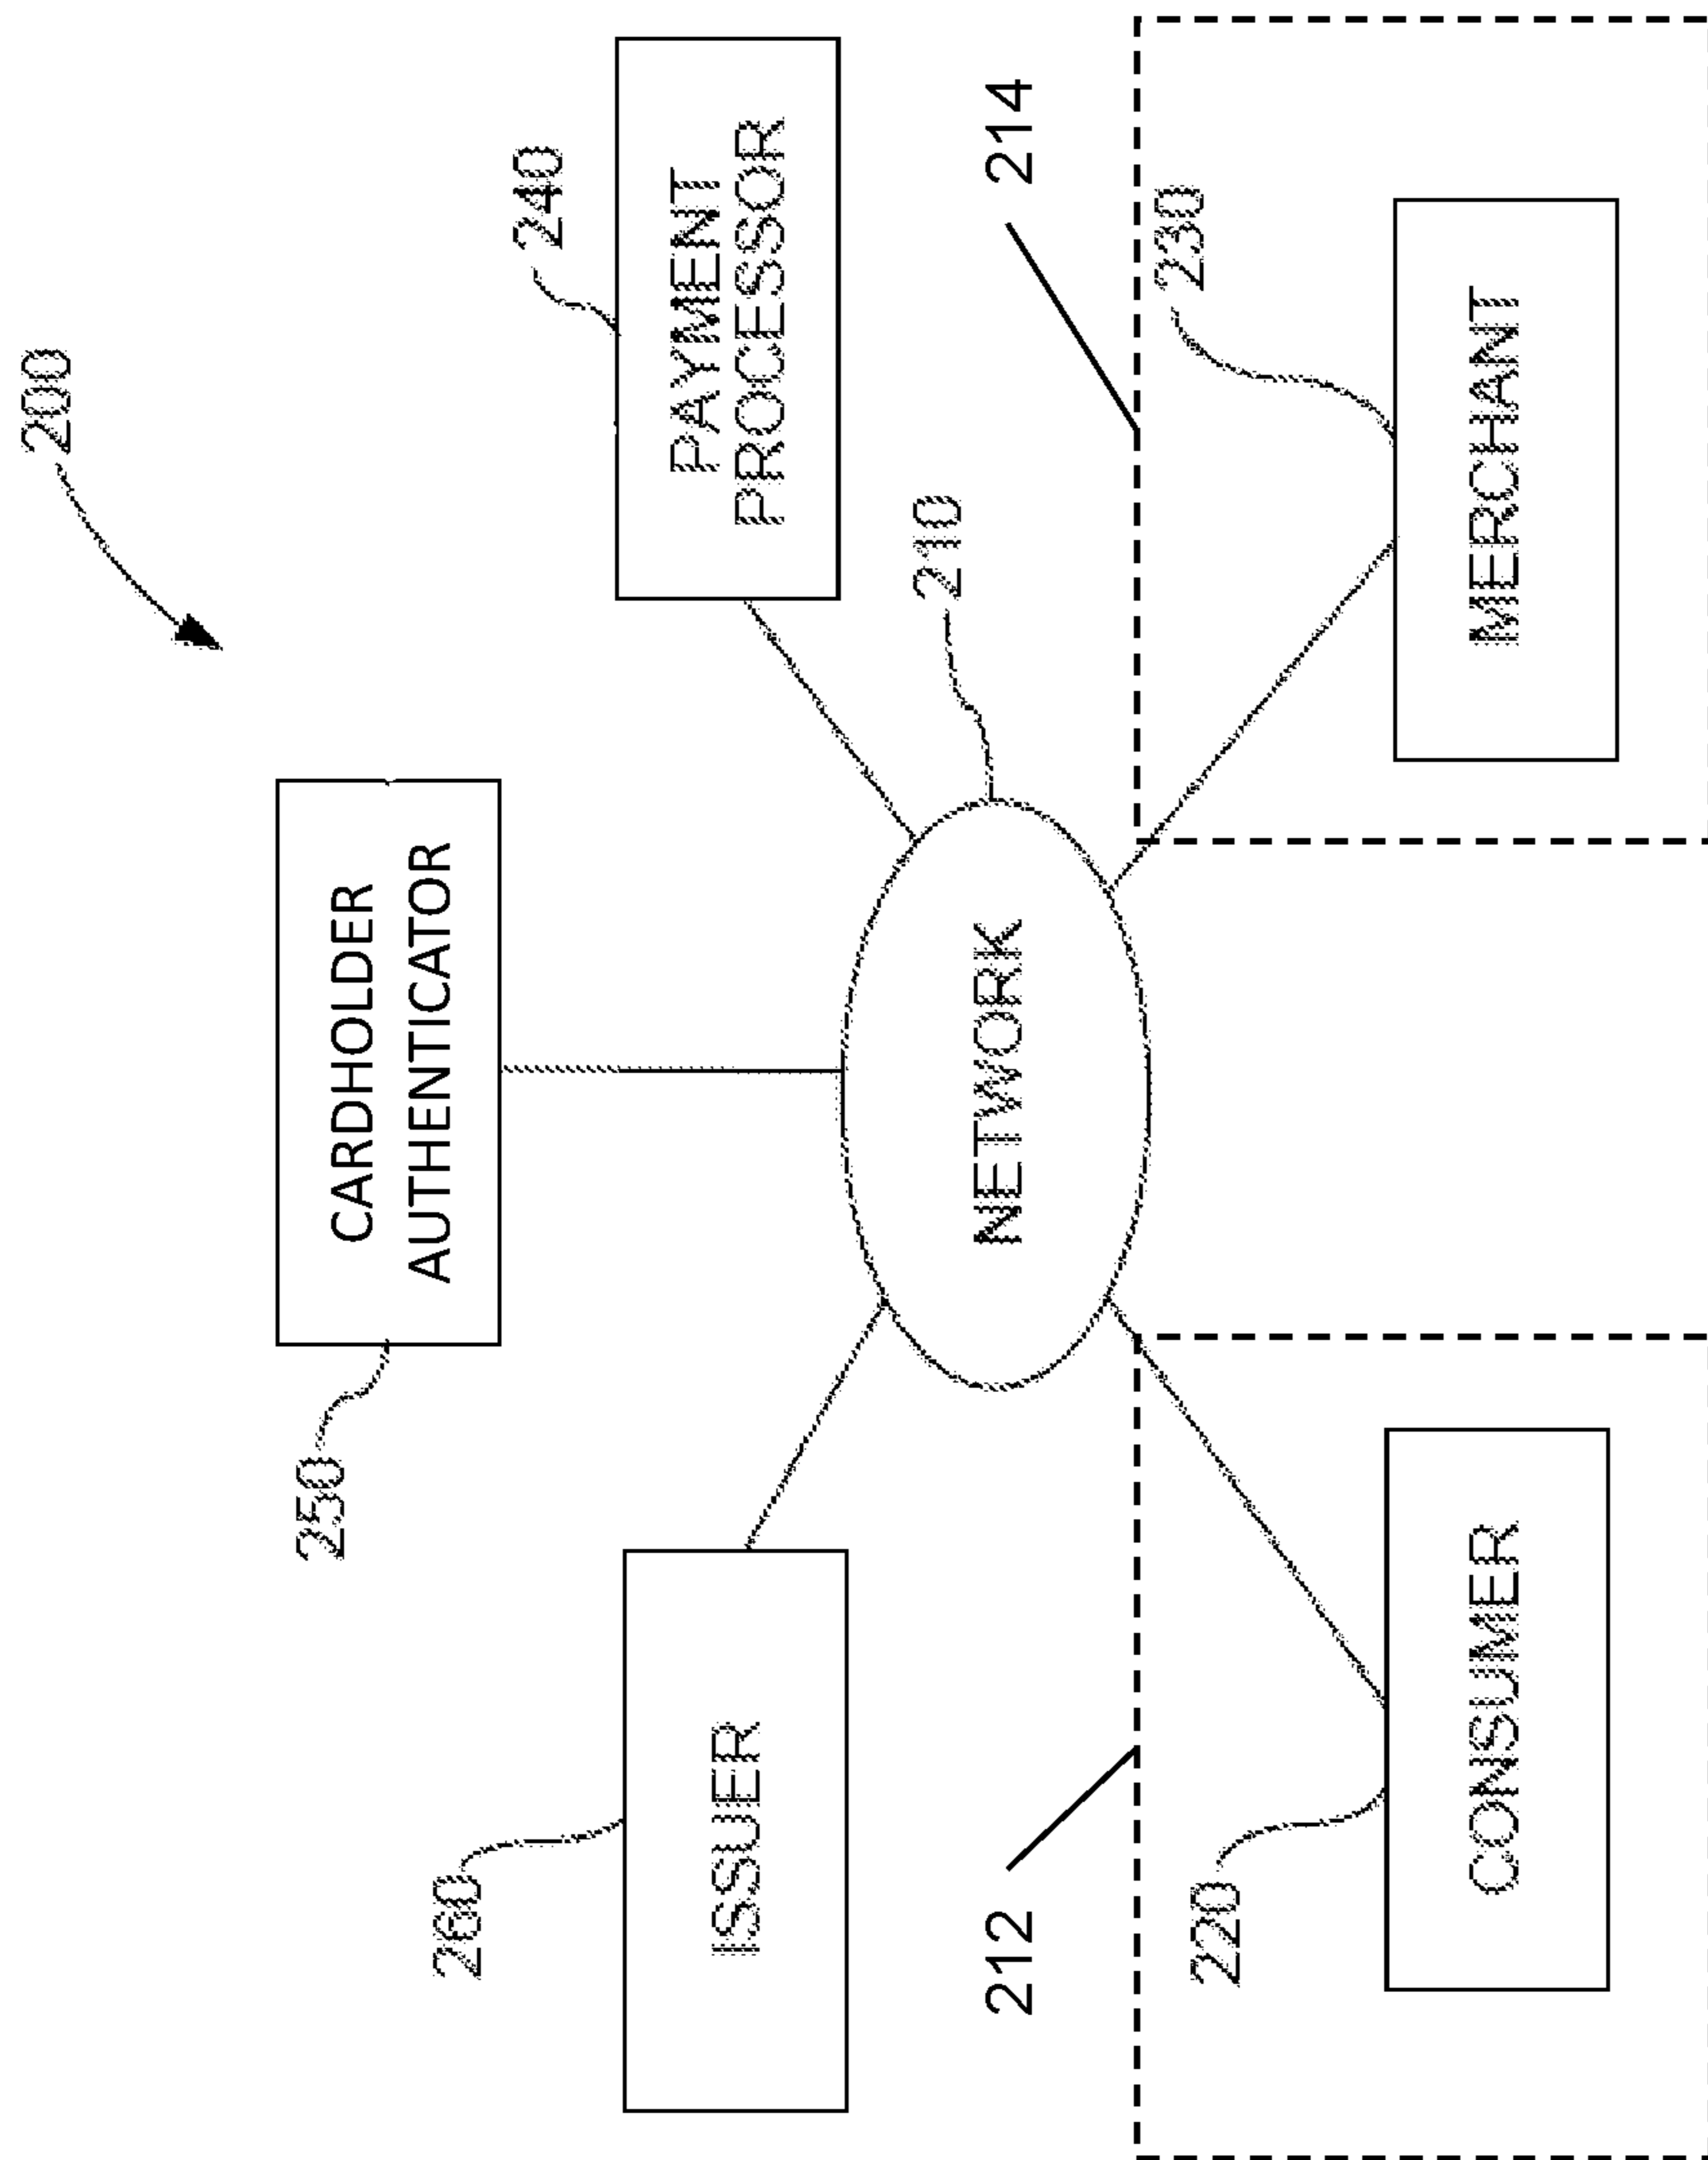 200
CARDHOLDER
AUTHENTICATOR
250
240
PAYMENT
PROCESSOR
260
ISSUER
210
NETWORK
212
214
220
CONSUMER
230
MERCHANT